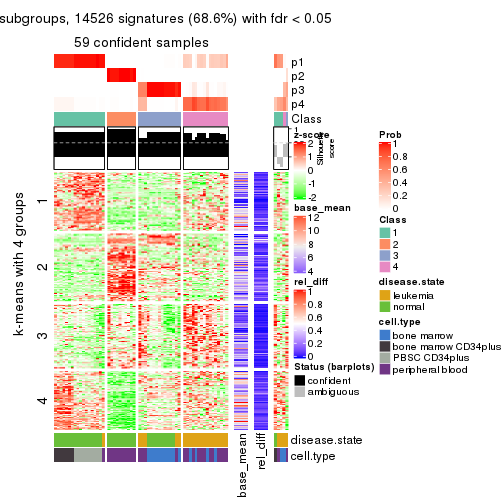 subgroups, 14526 signatures (68.6%) with fdr < 0.05
59 confident samples
p1
p2
p3
p4
Class
1
Silhouette
score
k-means with 4 groups
1
2
3
4
disease.state
cell.type
base_mean
rel_diff
z-score
2
1
0
-1
-2
base_mean
12
10
8
6
4
rel_diff
1
0.8
0.6
0.4
0.2
0
Status (barplots)
confident
ambiguous
Prob
1
0.8
0.6
0.4
0.2
0
Class
1
2
3
4
disease.state
leukemia
normal
cell.type
bone marrow
bone marrow CD34plus
PBSC CD34plus
peripheral blood